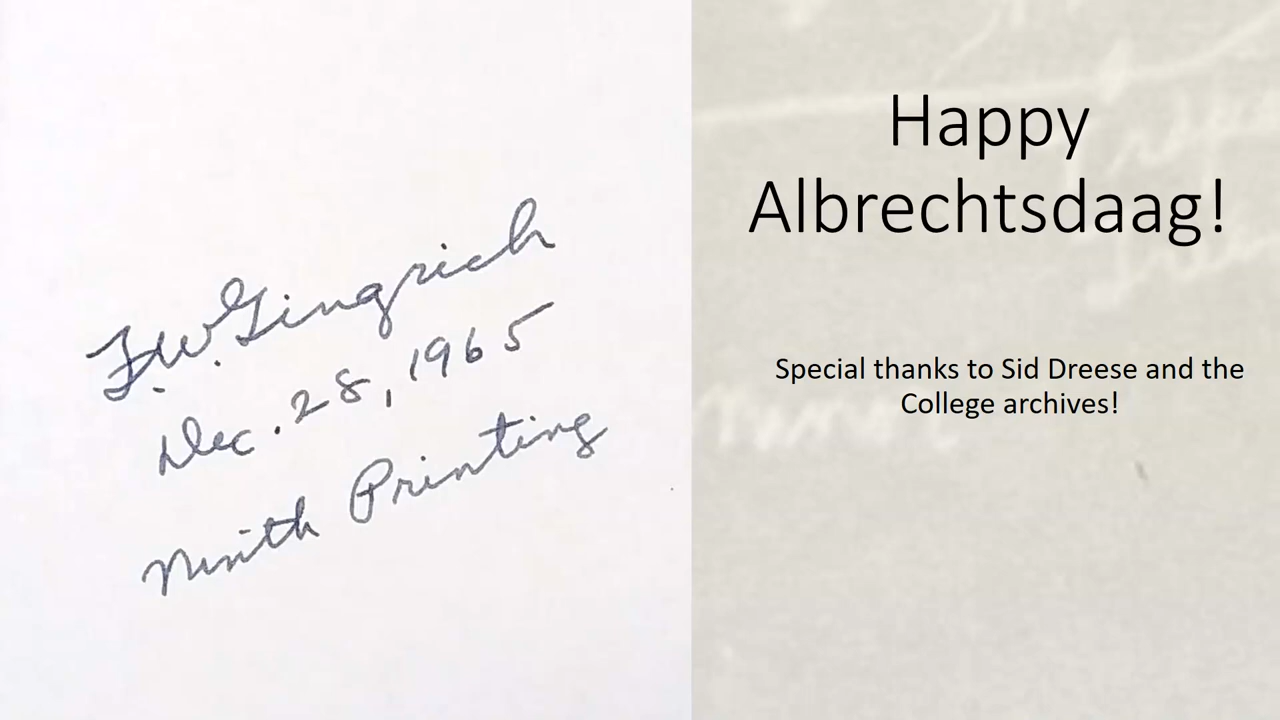 F.W. Gingrich
Dec. 28, 1965
Ninth Printing
Happy
Albrechtsdaag!
Special thanks to Sid Dreese and the
College archives!